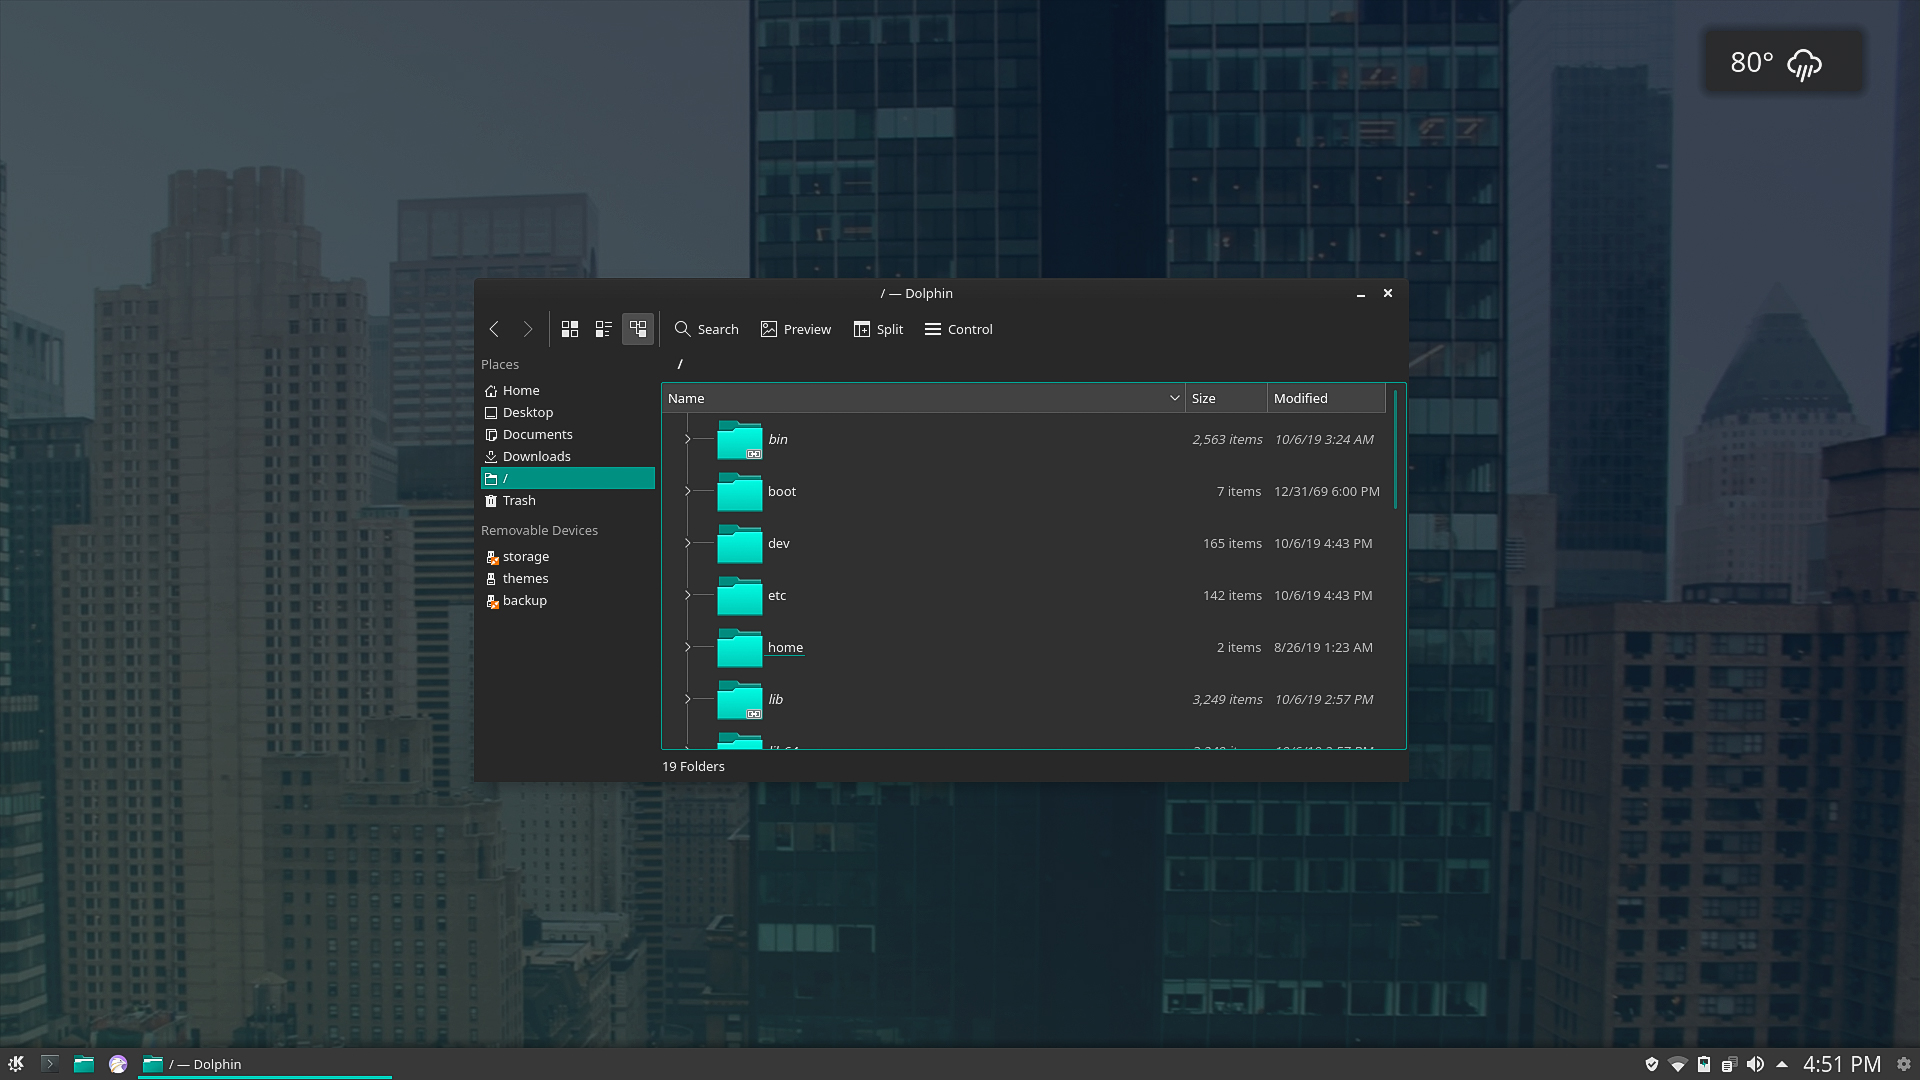 80°
/ — Dolphin
Search Preview Split Control
Places
/
Home
Desktop
Documents
Downloads
/
Trash
Removable Devices
storage
themes
backup
Name Size Modified
bin 2,563 items 10/6/19 3:24 AM
boot 7 items 12/31/69 6:00 PM
dev 165 items 10/6/19 4:43 PM
etc 142 items 10/6/19 4:43 PM
home 2 items 8/26/19 1:23 AM
lib 3,249 items 10/6/19 2:57 PM
19 Folders
/ — Dolphin
4:51 PM